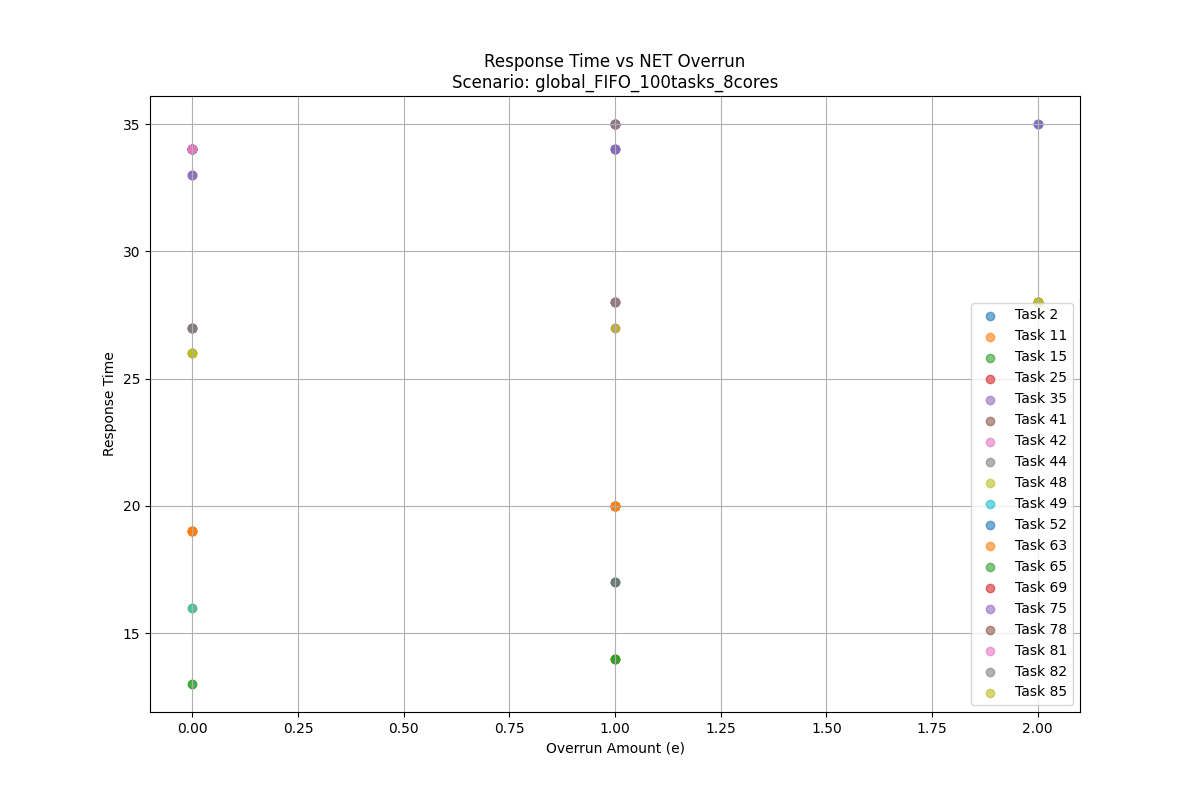 Response Time vs NET Overrun
Scenario: global_FIFO_100tasks_8cores
Response Time
35
30
25
20
15
0.00 0.25 0.50 0.75 1.00 1.25 1.50 1.75 2.00
Overrun Amount (e)
Task 2
Task 11
Task 15
Task 25
Task 35
Task 41
Task 42
Task 44
Task 48
Task 49
Task 52
Task 63
Task 65
Task 69
Task 75
Task 78
Task 81
Task 82
Task 85